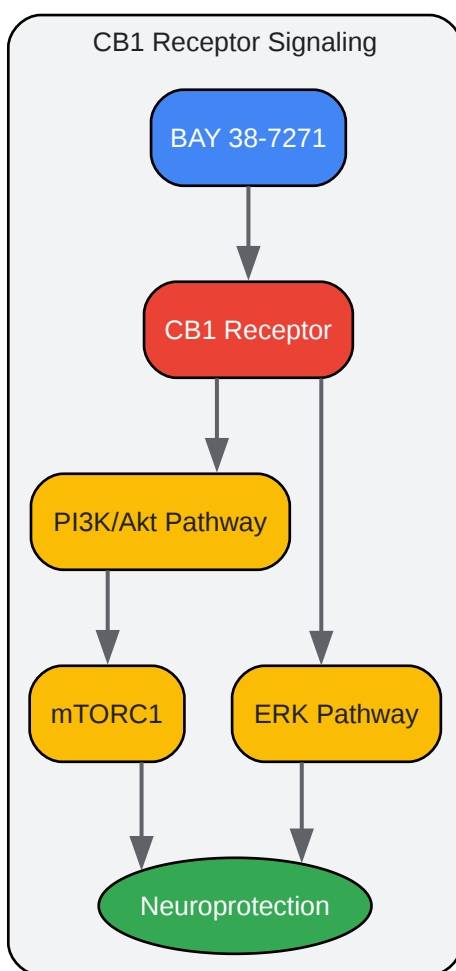 CB1 Receptor Signaling
BAY 38-7271
CB1 Receptor
PI3K/Akt Pathway
mTORC1
ERK Pathway
Neuroprotection